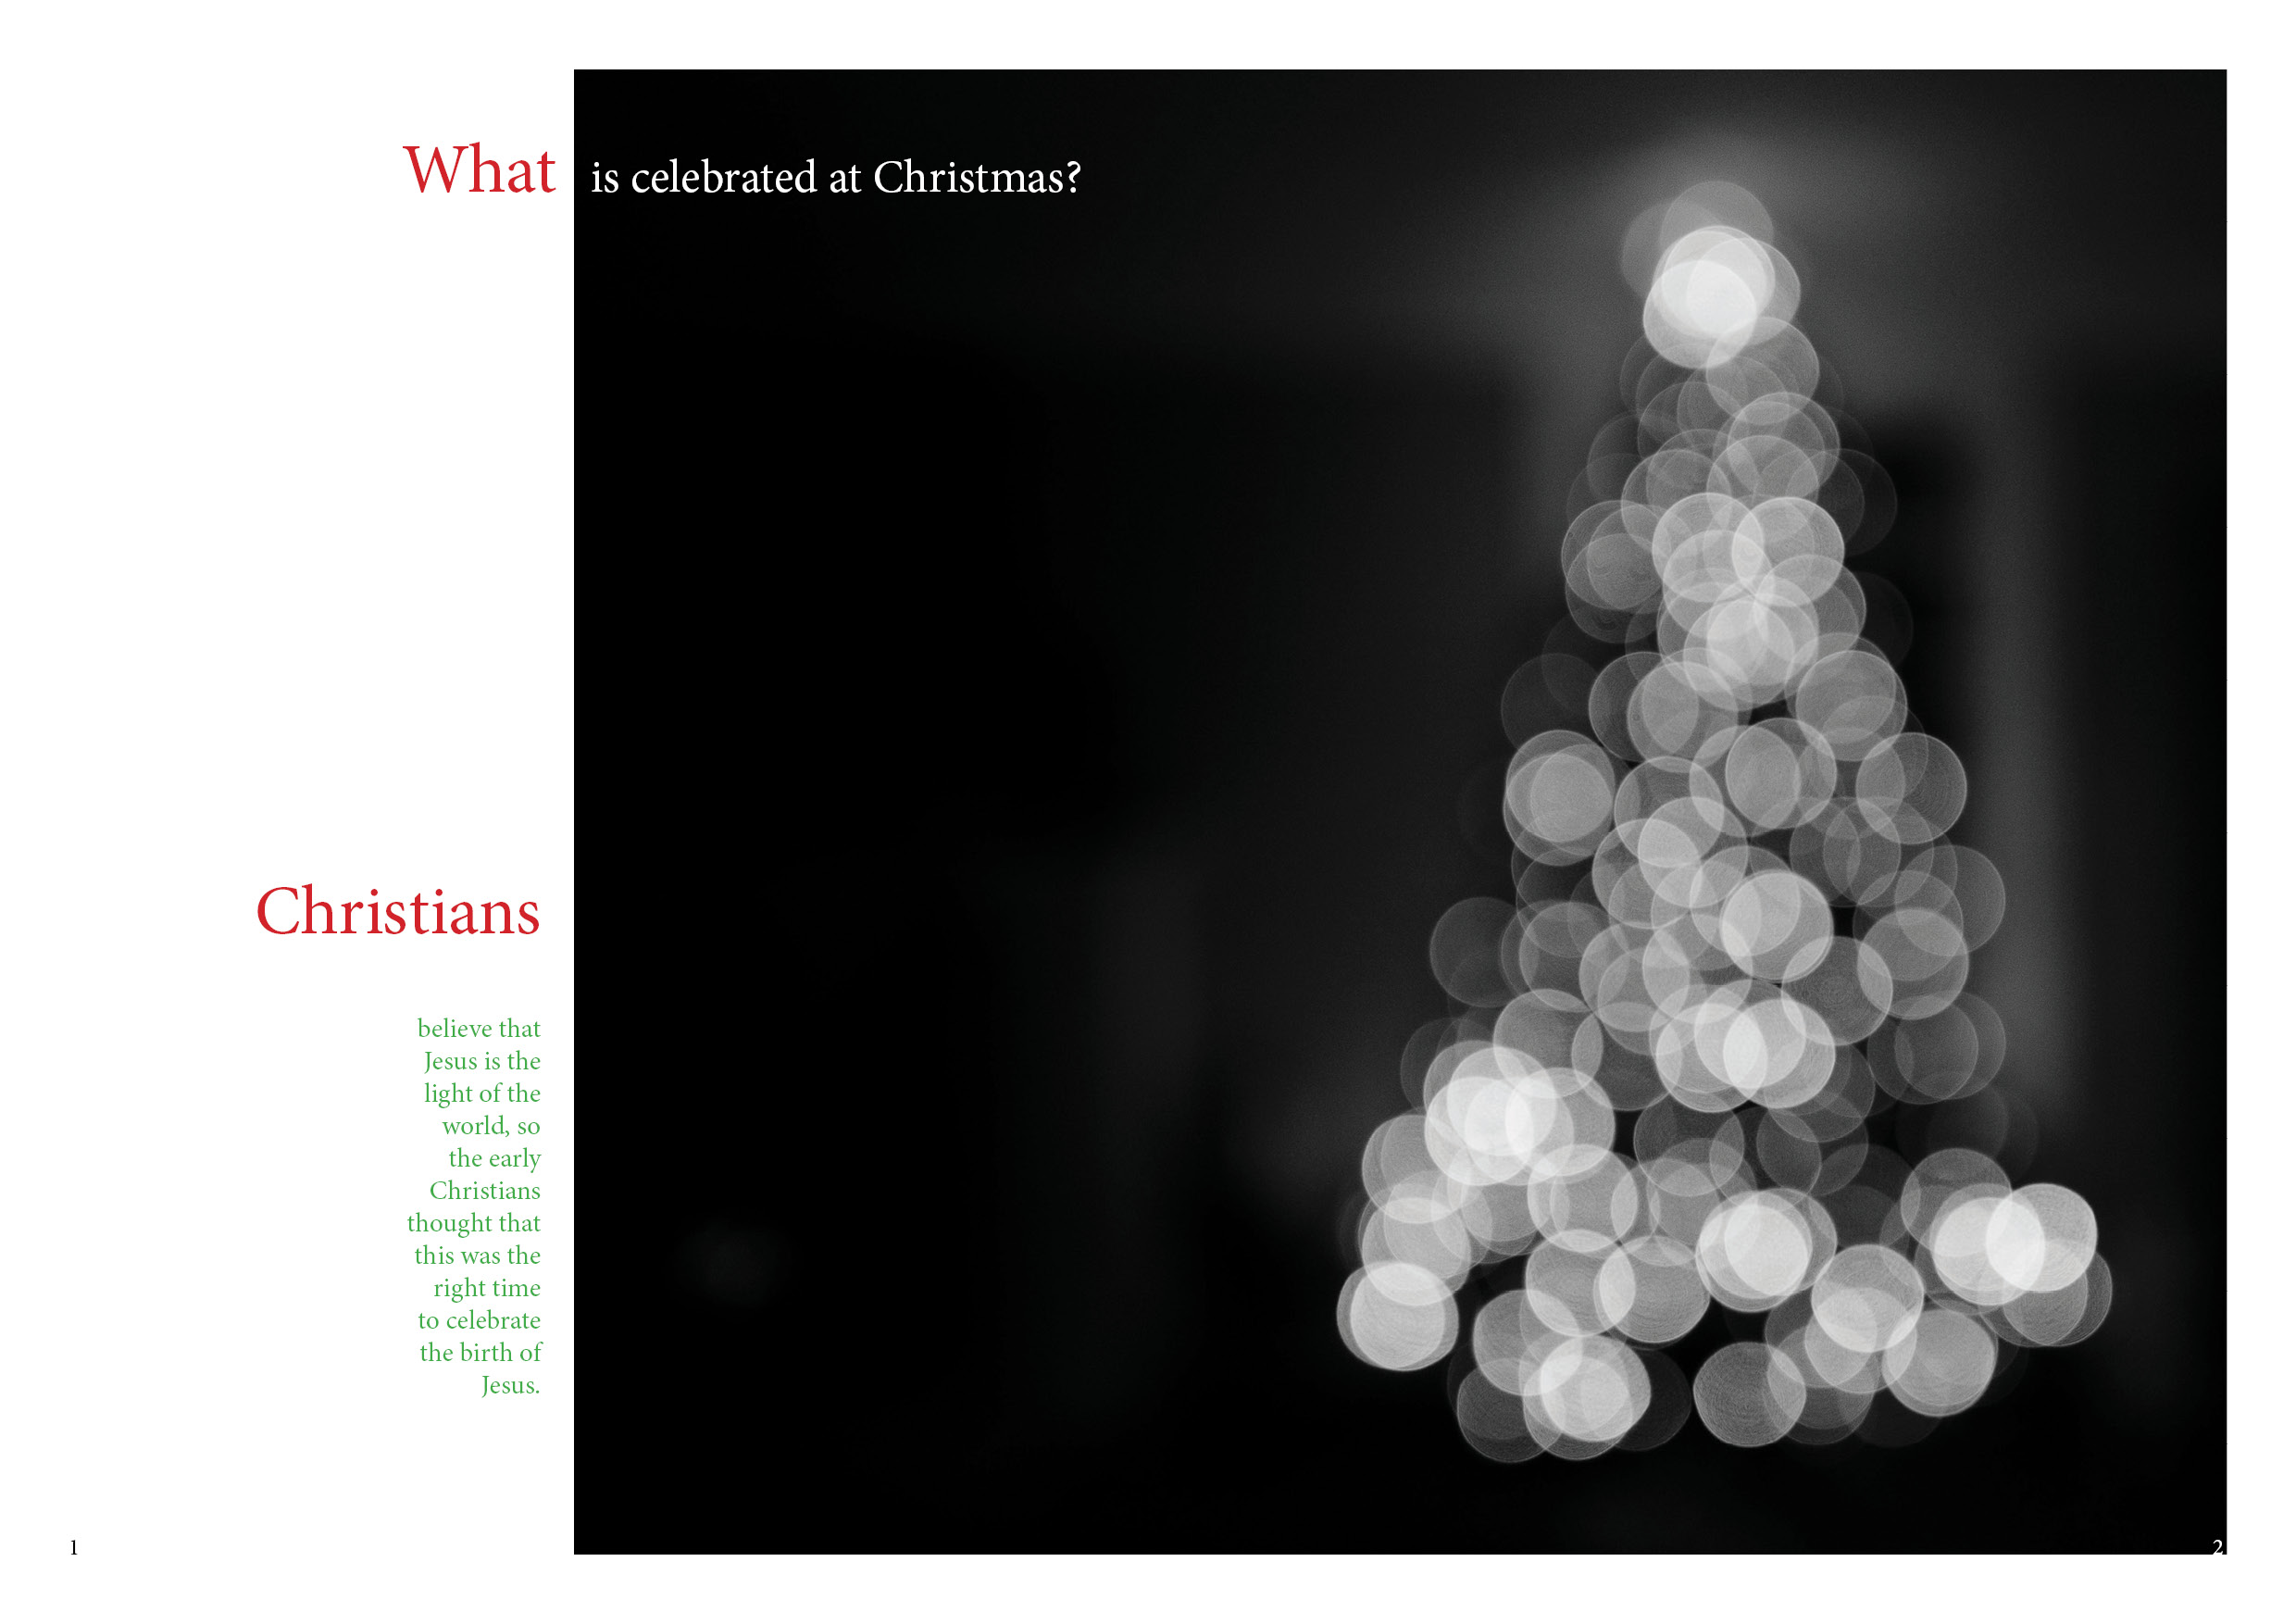 What is celebrated at Christmas?
Christians
believe that
Jesus is the
light of the
world, so
the early
Christians
thought that
this was the
right time
to celebrate
the birth of
Jesus.
1
2